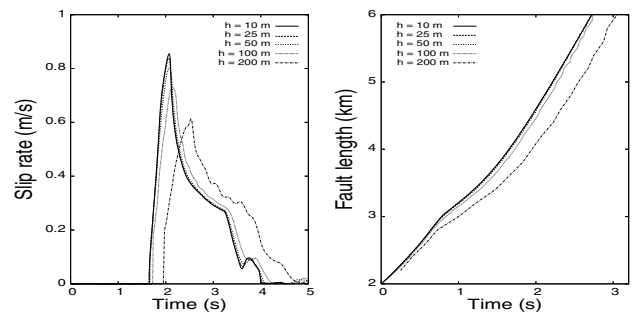 1
0.8
0.6
0.4
0.2
0
Slip rate (m/s)
h = 10 m
h = 25 m
h = 50 m
h = 100 m
h = 200 m
0 1 2 3 4 5
Time (s)
6
5
4
3
2
Fault length (km)
h = 10 m
h = 25 m
h = 50 m
h = 100 m
h = 200 m
0 1 2 3
Time (s)